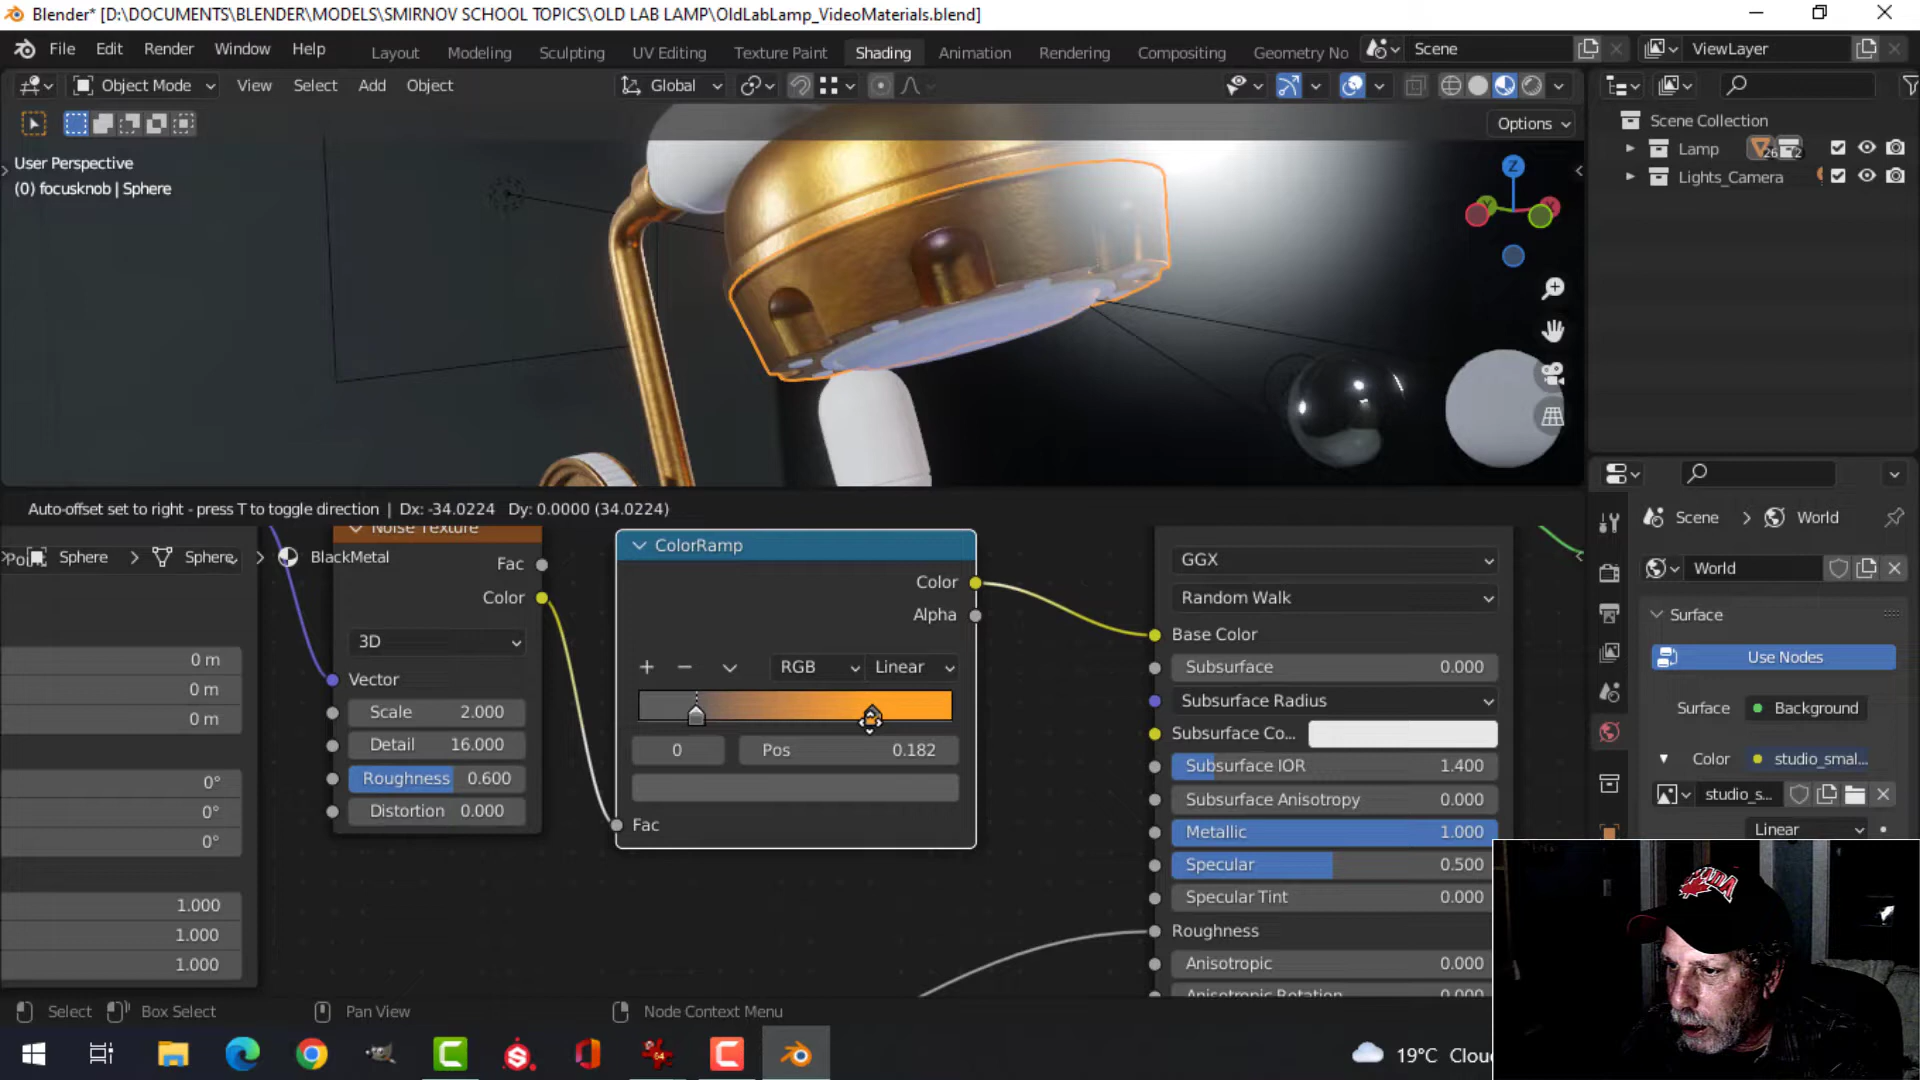 Blender* [D:\DOCUMENTS\BLENDER\MODELS\SMIRNOV SCHOOL TOPICS\OLD LAB LAMP\OldLabLamp_VideoMaterials.blend]
File Edit Render Window Help Layout Modeling Sculpting UV Editing Texture Paint Shading Animation Rendering Compositing Geometry No Scene ViewLayer
Object Mode View Select Add Object Global
Options
User Perspective
(0) focusknob | Sphere
Scene Collection
Lamp 26 2
Lights_Camera
Z
Auto-offset set to right - press T to toggle direction | Dx: -34.0224 Dy: 0.0000 (34.0224)
Scene World
Noise Texture
Sphere Sphere BlackMetal
World
Surface
Use Nodes
Surface Background
Color studio_smal...
studio_s...
Linear
0 m
0 m
0 m
0°
0°
0°
1.000
1.000
1.000
Fac
Color
3D
Vector
Scale 2.000
Detail 16.000
Roughness 0.600
Distortion 0.000
ColorRamp
Color
Alpha
RGB Linear
0 Pos 0.182
Fac
GGX
Random Walk
Base Color
Subsurface 0.000
Subsurface Radius
Subsurface Co...
Subsurface IOR 1.400
Subsurface Anisotropy 0.000
Metallic 1.000
Specular 0.500
Specular Tint 0.000
Roughness
Anisotropic 0.000
Anisotropic Rotation
CANADA
Select Box Select Pan View Node Context Menu
19°C